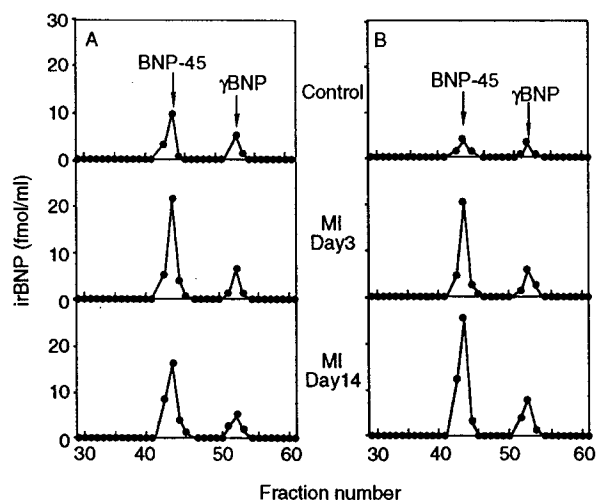 A
B
BNP-45
γBNP
BNP-45
γBNP
Control
MI
Day3
MI
Day14
irBNP (fmol/ml)
30
20
10
0
20
10
0
20
10
0
30 40 50 60
30 40 50 60
Fraction number